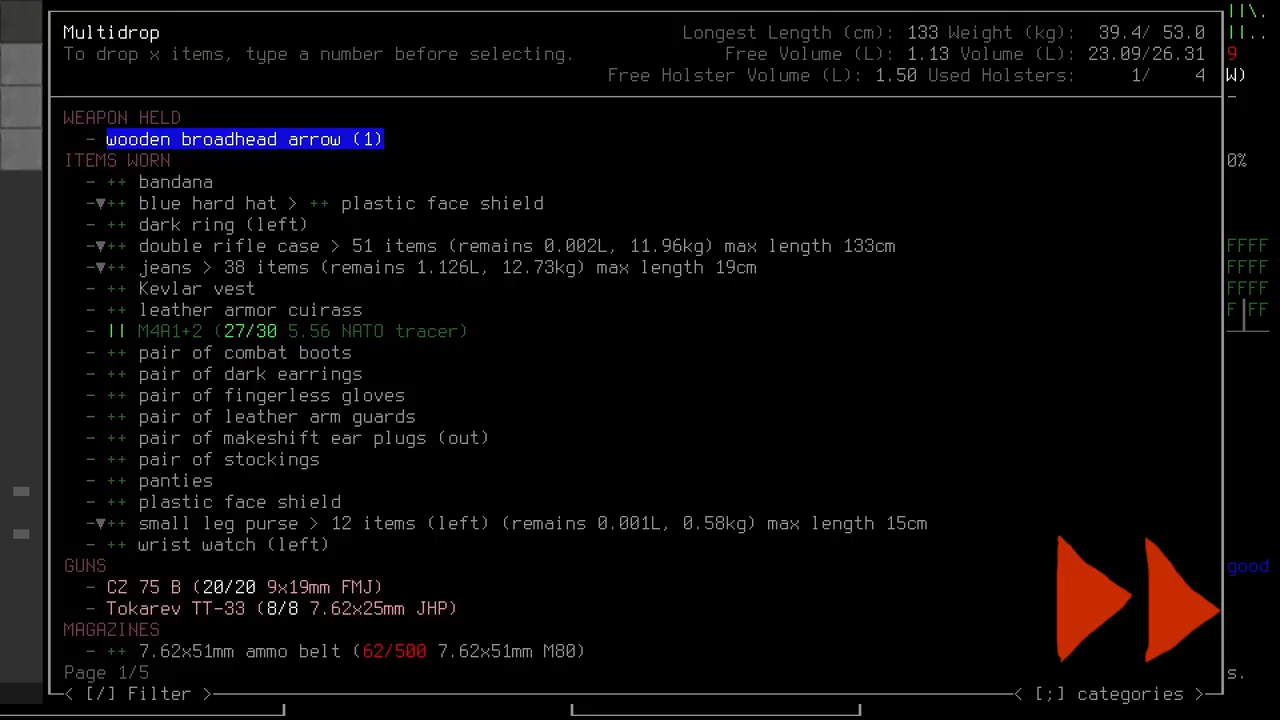 Multidrop
To drop x items, type a number before selecting.
Longest Length (cm): 133 Weight (kg): 39.4/ 53.0
Free Volume (L): 1.13 Volume (L): 23.09/26.31
Free Holster Volume (L): 1.50 Used Holsters: 1/ 4
WEAPON HELD
- wooden broadhead arrow (1)
ITEMS WORN
- ++ bandana
-▼++ blue hard hat > ++ plastic face shield
- ++ dark ring (left)
-▼++ double rifle case > 51 items (remains 0.002L, 11.96kg) max length 133cm
-▼++ jeans > 38 items (remains 1.126L, 12.73kg) max length 19cm
- ++ Kevlar vest
- ++ leather armor cuirass
- || M4A1+2 (27/30 5.56 NATO tracer)
- ++ pair of combat boots
- ++ pair of dark earrings
- ++ pair of fingerless gloves
- ++ pair of leather arm guards
- ++ pair of makeshift ear plugs (out)
- ++ pair of stockings
- ++ panties
- ++ plastic face shield
-▼++ small leg purse > 12 items (left) (remains 0.001L, 0.58kg) max length 15cm
- ++ wrist watch (left)
GUNS
- CZ 75 B (20/20 9x19mm FMJ)
- Tokarev TT-33 (8/8 7.62x25mm JHP)
MAGAZINES
- ++ 7.62x51mm ammo belt (62/500 7.62x51mm M80)
Page 1/5
< [/] Filter >
< [;] categories >
||\.
||..
9
W)
0%
FFFF
FFFF
FFFF
F|FF
good
s.